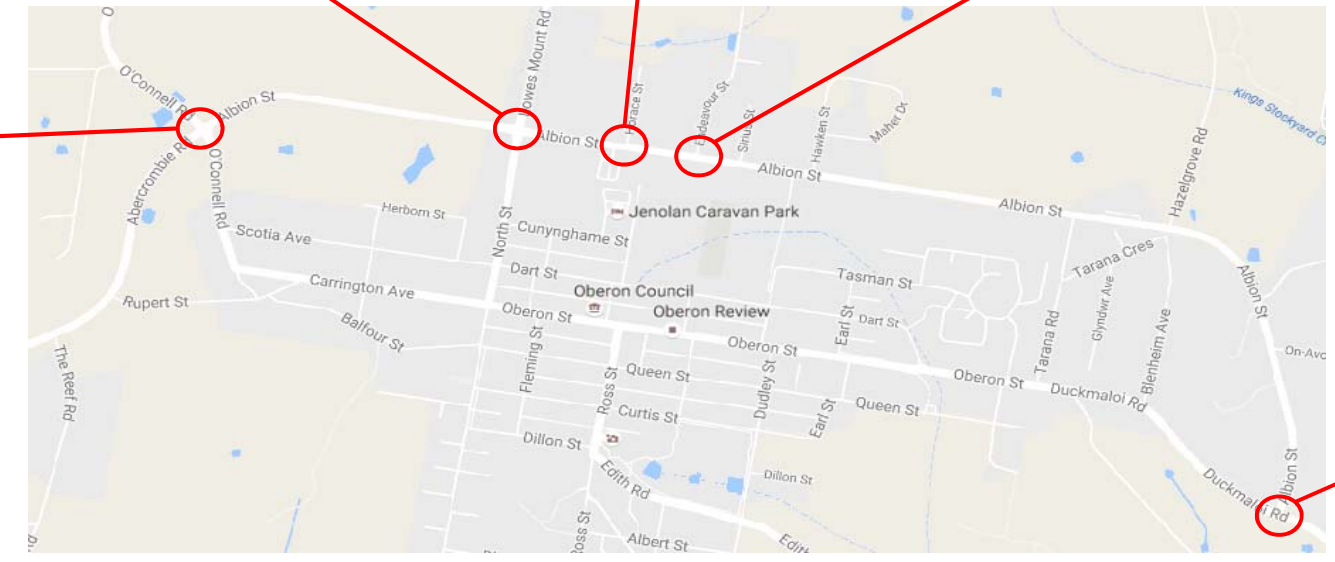 O'Connell Rd
Albion St
Lowes Mount Rd
Horace St
Endeavour St
Sirius St
Hawken St
Maher Dr
Kings Stockyard
Hazelgrove Rd
Albion St
Albion St
Albion St
Abercrombie Rd
O'Connell Rd
Herborn St
North St
Jenolan Caravan Park
Scotia Ave
Cunynghame St
Tarana Cres
Albion St
Dart St
Tasman St
Carrington Ave
Oberon Council
Rupert St
Oberon St
Oberon Review
Earl St
Dart St
Tarana Rd
Glyndwr Ave
Blenheim Ave
Balfour St
Fleming St
Oberon St
On-Avo
The Reef Rd
Ross St
Queen St
Dudley St
Oberon St
Duckmaloi Rd
Curtis St
Earl St
Queen St
Dillon St
Edith Rd
Dillon St
Albion St
Duckmaloi Rd
Ross St
Albert St
Edith